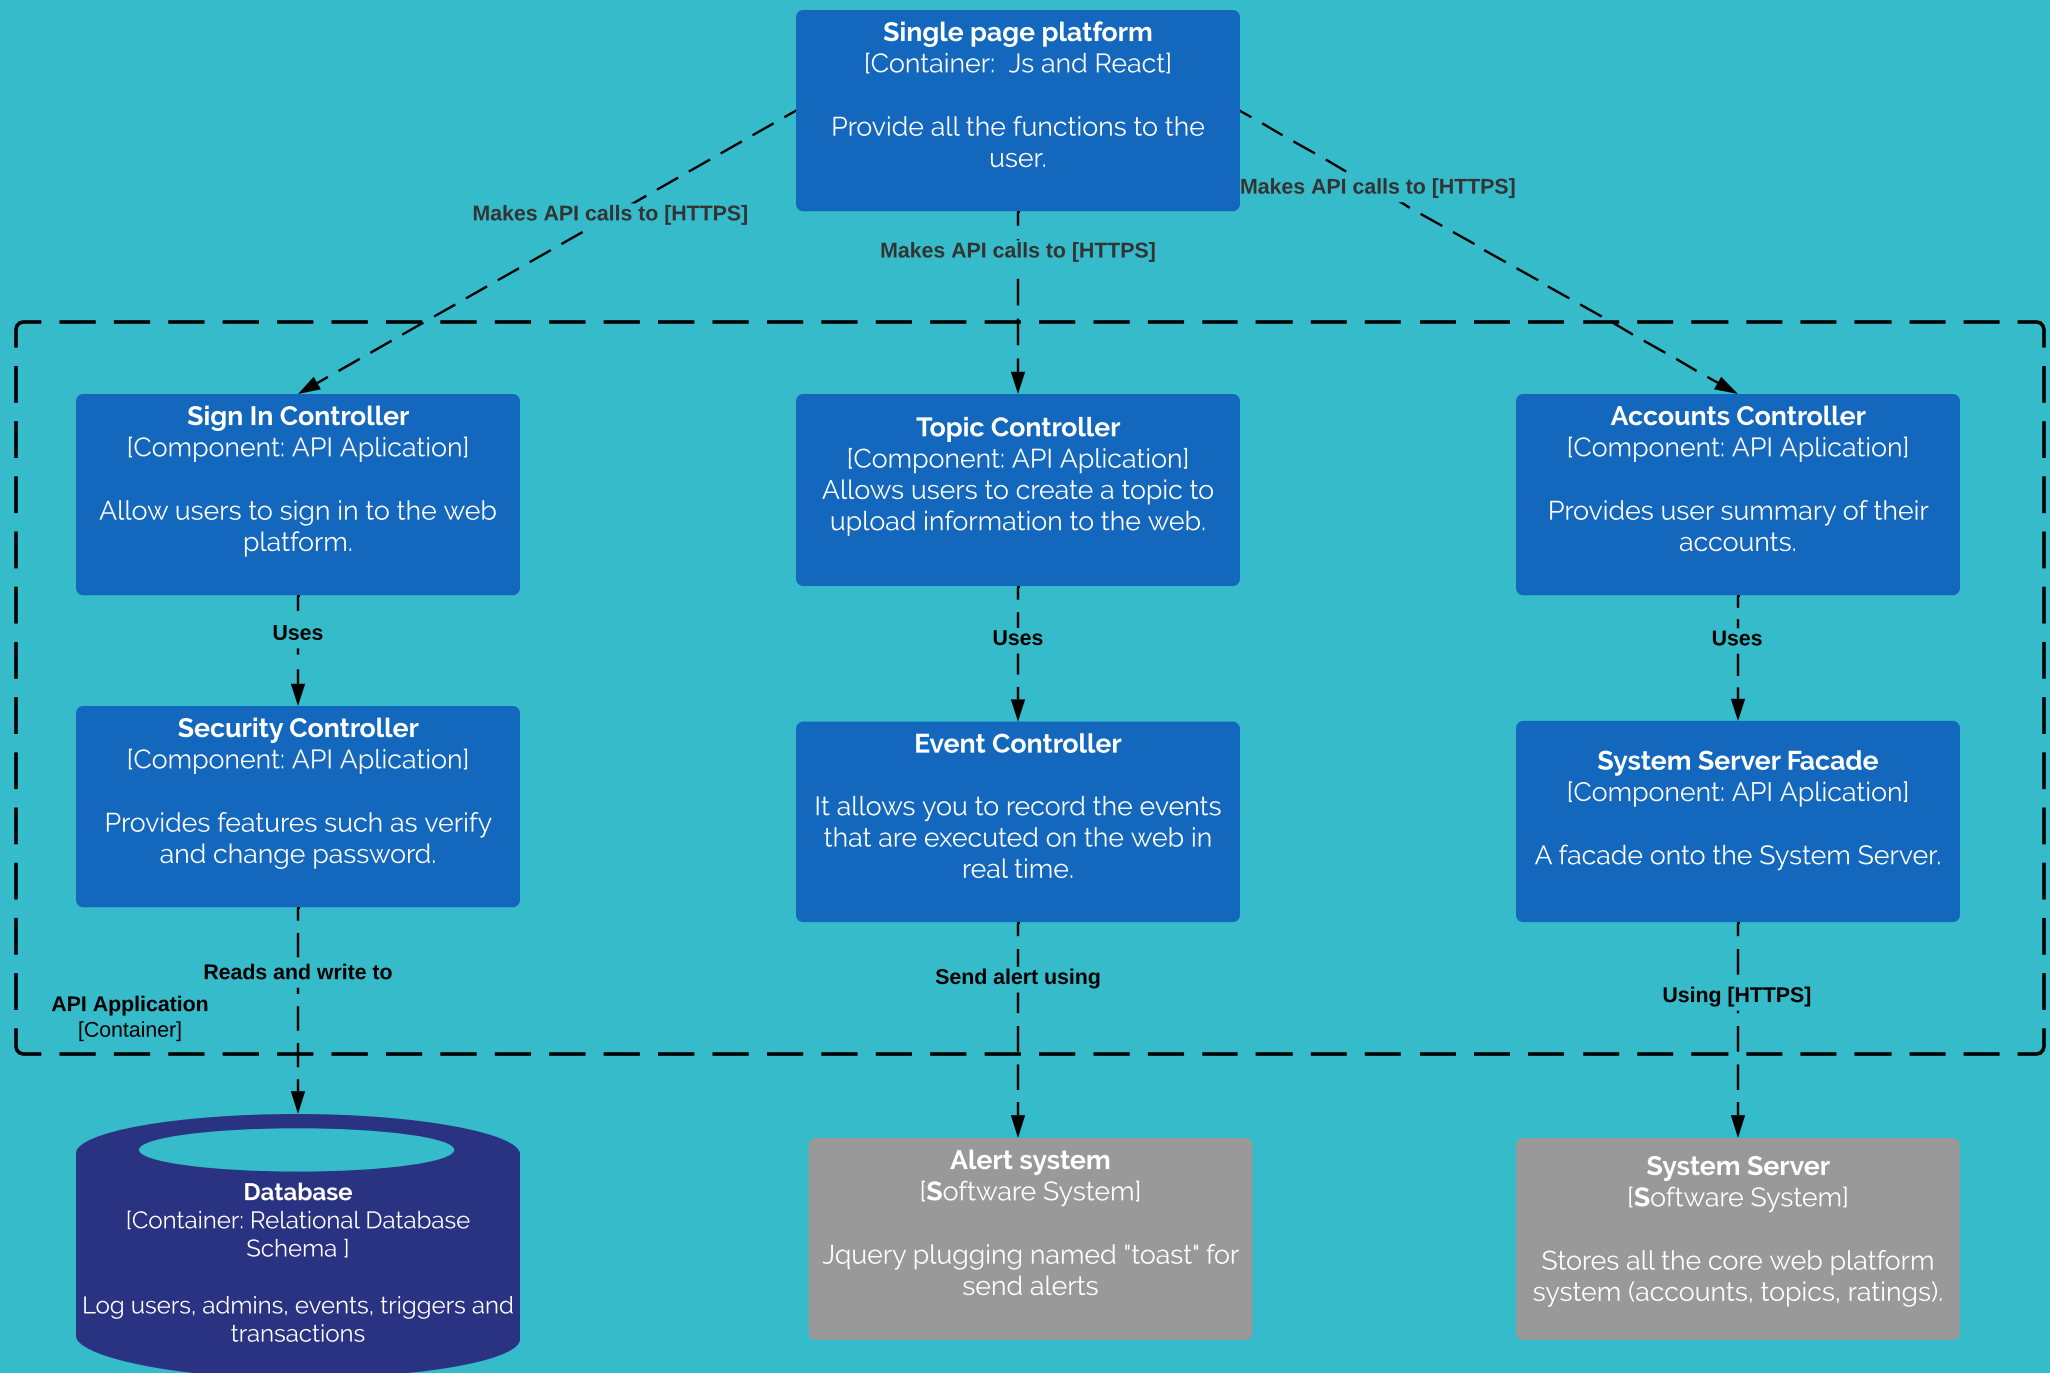 Single page platform
[Container:  Js and React]
Provide all the functions to the
user.
Makes API calls to [HTTPS]
Makes API calls to [HTTPS]
Makes API calls to [HTTPS]
Sign In Controller
[Component: API Aplication]
Allow users to sign in to the web
platform.
Topic Controller
[Component: API Aplication]
Allows users to create a topic to
upload information to the web.
Accounts Controller
[Component: API Aplication]
Provides user summary of their
accounts.
Uses
Uses
Uses
Security Controller
[Component: API Aplication]
Provides features such as verify
and change password.
Event Controller
It allows you to record the events
that are executed on the web in
real time.
System Server Facade
[Component: API Aplication]
A facade onto the System Server.
Reads and write to
Send alert using
Using [HTTPS]
API Application
[Container]
Database
[Container: Relational Database
Schema ]
Log users, admins, events, triggers and
transactions
Alert system
[Software System]
Jquery plugging named "toast" for
send alerts
System Server
[Software System]
Stores all the core web platform
system (accounts, topics, ratings).